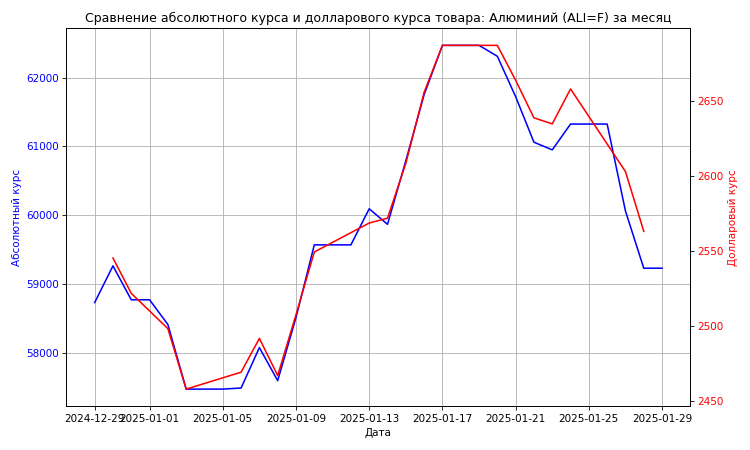 Сравнение абсолютного курса и долларового курса товара: Алюминий (ALI=F) за месяц
Абсолютный курс
62000
61000
60000
59000
58000
2650
2600
2550
2500
2450
Долларовый курс
2024-12-29 2025-01-01 2025-01-05 2025-01-09 2025-01-13 2025-01-17 2025-01-21 2025-01-25 2025-01-29
Дата